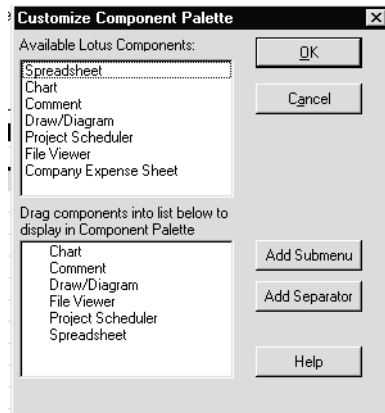 Customize Component Palette
Available Lotus Components:
OK
Spreadsheet
Chart
Cancel
Comment
Draw/Diagram
Project Scheduler
File Viewer
Company Expense Sheet
Drag components into list below to
display in Component Palette
Chart
Add Submenu
Comment
Draw/Diagram
File Viewer
Add Separator
Project Scheduler
Spreadsheet
Help